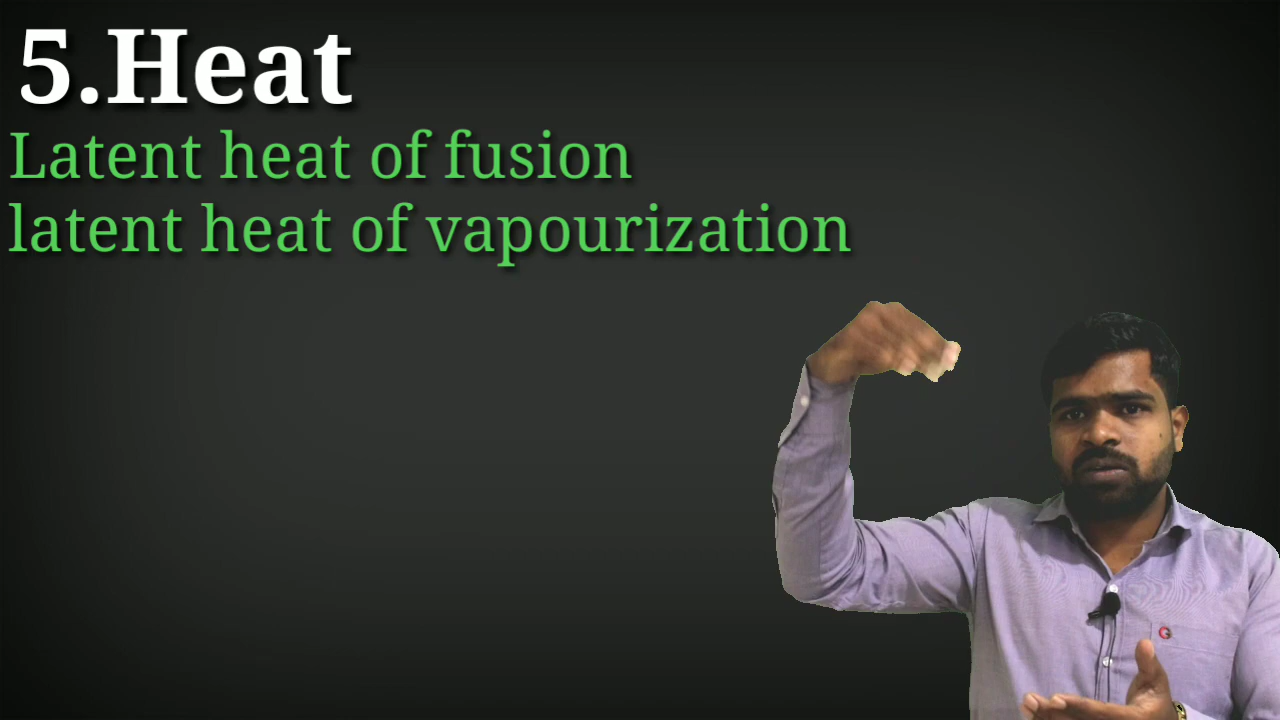 5.Heat
Latent heat of fusion
latent heat of vapourization